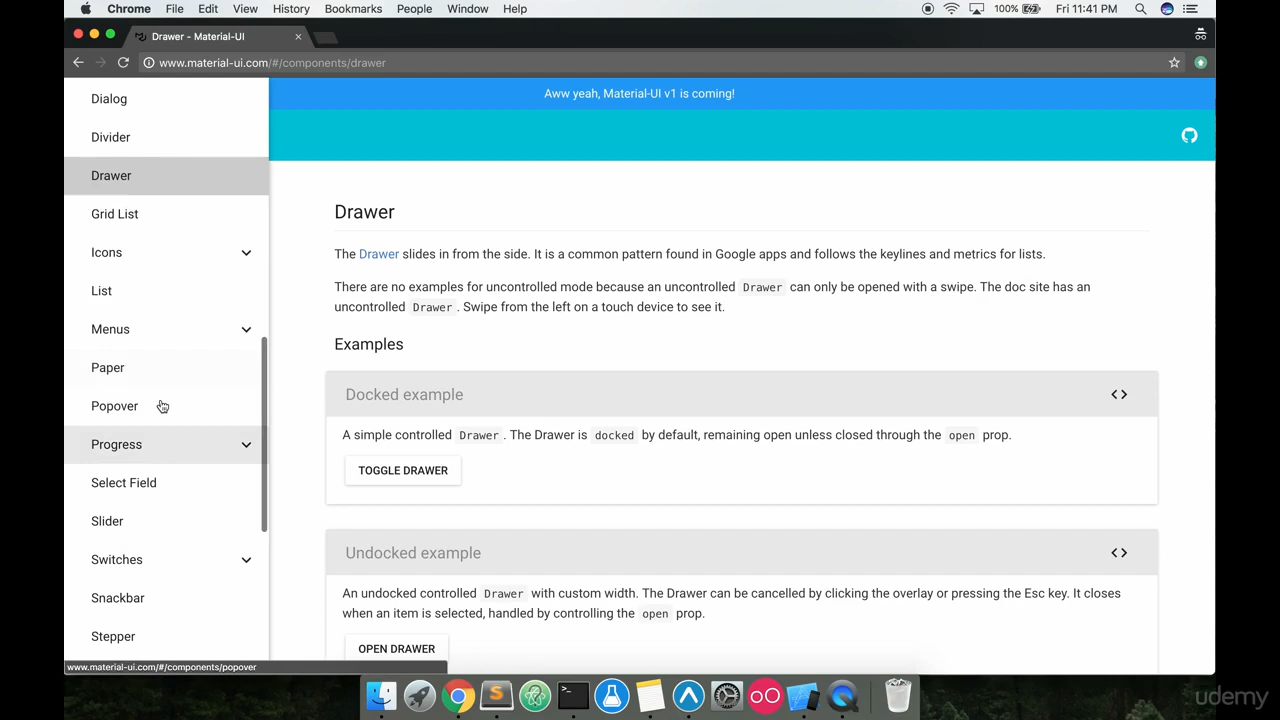 Chrome File Edit View History Bookmarks People Window Help 100% Fri 11:41 PM
Drawer - Material-UI
www.material-ui.com/#/components/drawer
Aww yeah, Material-UI v1 is coming!
Dialog
Divider
Drawer
Grid List
Icons
List
Menus
Paper
Popover
Progress
Select Field
Slider
Switches
Snackbar
Stepper
Drawer
The Drawer slides in from the side. It is a common pattern found in Google apps and follows the keylines and metrics for lists.
There are no examples for uncontrolled mode because an uncontrolled Drawer can only be opened with a swipe. The doc site has an
uncontrolled Drawer. Swipe from the left on a touch device to see it.
Examples
Docked example
A simple controlled Drawer. The Drawer is docked by default, remaining open unless closed through the open prop.
TOGGLE DRAWER
Undocked example
An undocked controlled Drawer with custom width. The Drawer can be cancelled by clicking the overlay or pressing the Esc key. It closes
when an item is selected, handled by controlling the open prop.
OPEN DRAWER
www.material-ui.com/#/components/popover
udemy